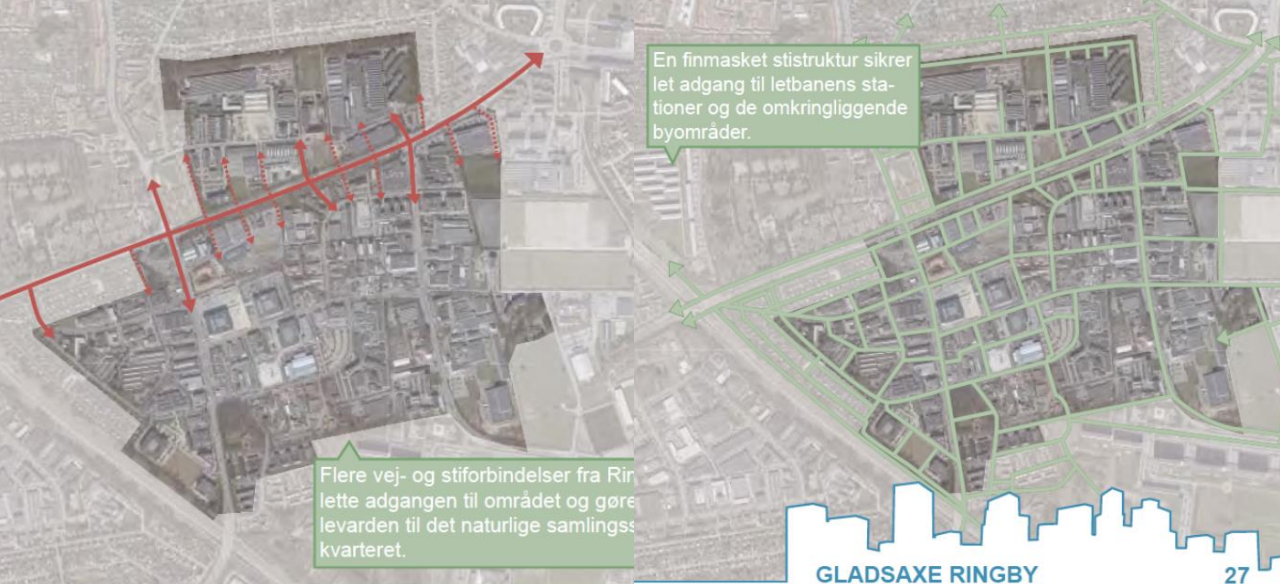 En finmasket stistruktur sikrer
let adgang til letbanens sta-
tioner og de omkringliggende
byområder.
Flere vej- og stiforbindelser fra Rin
lette adgangen til området og gøre
levarden til det naturlige samlingss
kvarteret.
GLADSAXE RINGBY 27